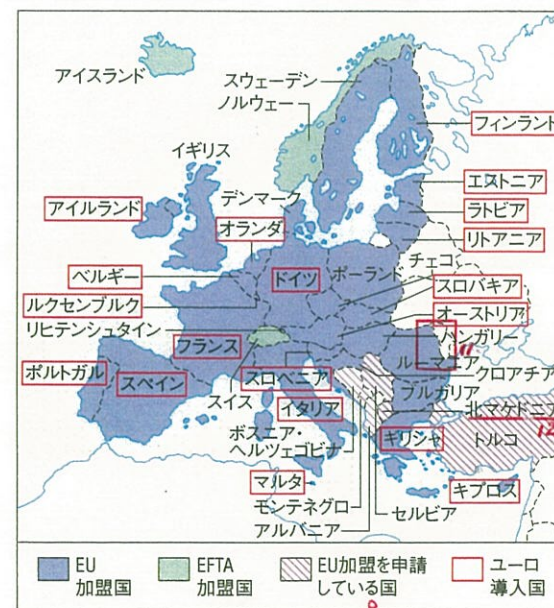 アイスランド
スウェーデン
ノルウェー
フィンランド
イギリス
エストニア
デンマーク
アイルランド
オランダ
ラトビア
リトアニア
チェコ
ベルギー
ドイツ
ポーランド
スロバキア
ルクセンブルク
オーストリア
リヒテンシュタイン
ハンガリー
フランス
ルーマニア
11
ポルトガル
スペイン
スイス
スロベニア
クロアチア
ブルガリア
イタリア
北マケドニア
12
ボスニア・
ヘルツェゴビナ
ギリシャ
トルコ
マルタ
キプロス
モンテネグロ
セルビア
アルバニア
EU
加盟国
EFTA
加盟国
EU加盟を申請
している国
ユーロ
導入国